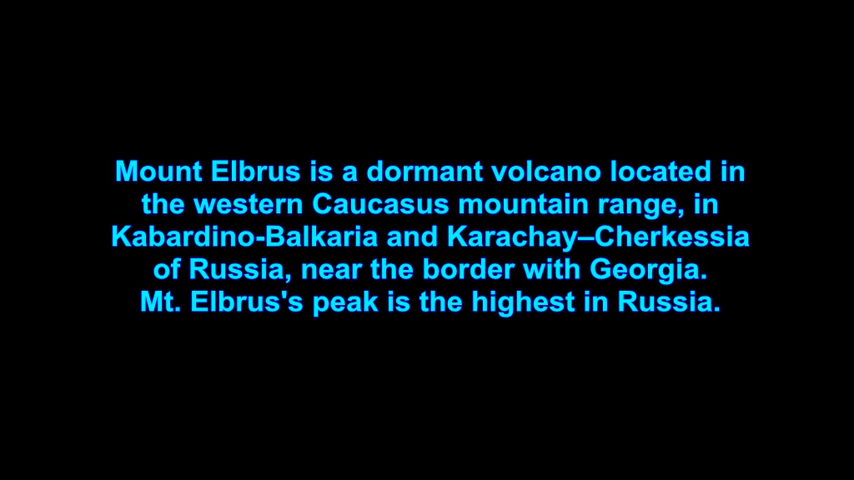 Mount Elbrus is a dormant volcano located in
the western Caucasus mountain range, in
Kabardino-Balkaria and Karachay–Cherkessia
of Russia, near the border with Georgia.
Mt. Elbrus's peak is the highest in Russia.